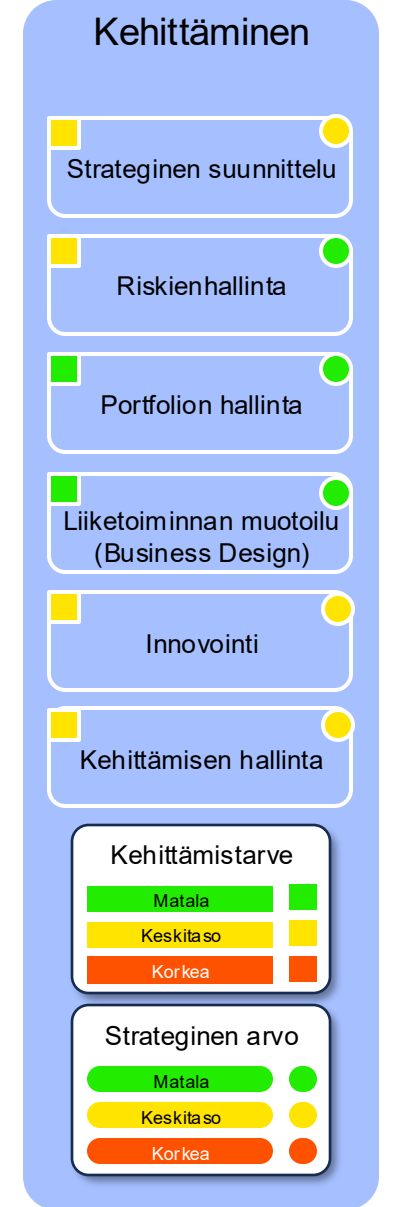 Kehittäminen
Strateginen suunnittelu
Riskienhallinta
Portfolion hallinta
Liiketoiminnan muotoilu
(Business Design)
Innovointi
Kehittämisen hallinta
Kehittämistarve
Matala
Keskitaso
Korkea
Strateginen arvo
Matala
Keskitaso
Korkea